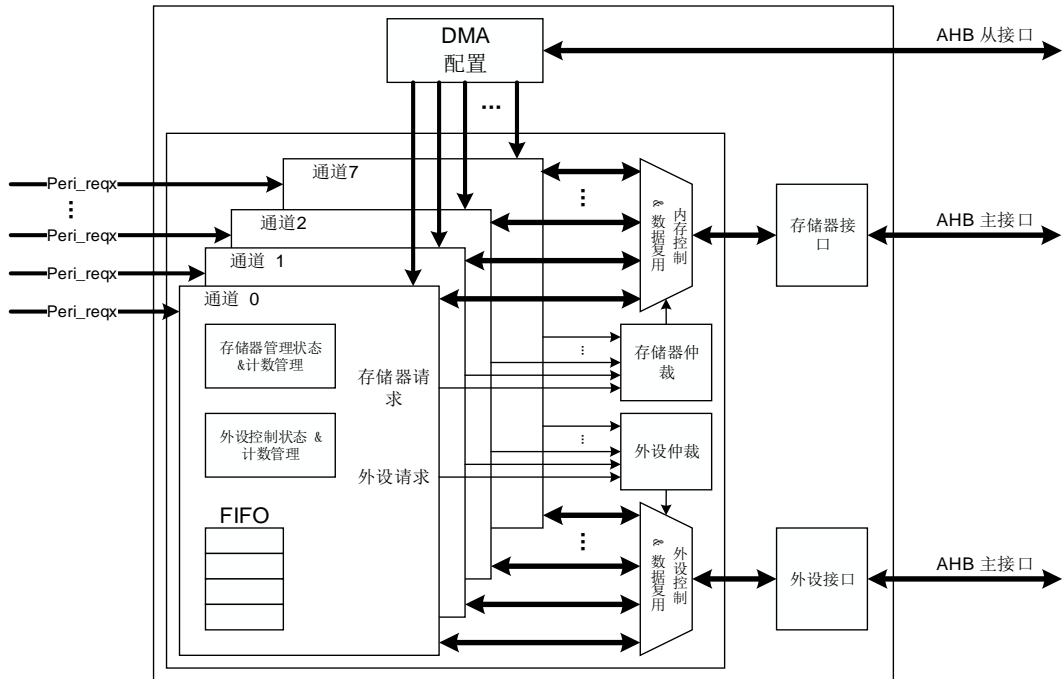 DMA
配置
AHB 从接口
...
通道7
Peri_reqx
...
通道2
Peri_reqx
通道 1
Peri_reqx
通道 0
Peri_reqx
...
内存控制
& 数据复用
存储器接
口
AHB 主接口
存储器管理状态
&计数管理
存储器请
求
...
存储器仲
裁
外设控制状态 &
计数管理
外设请求
...
外设仲裁
FIFO
...
外设控制
& 数据复用
外设接口
AHB 主接口